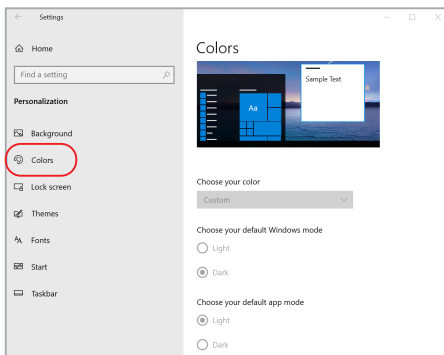 Settings
Home
Find a setting
Personalization
Background
Colors
Lock screen
Themes
Fonts
Start
Taskbar
Colors
Sample Text
Aa
Choose your color
Custom
Choose your default Windows mode
Light
Dark
Choose your default app mode
Light
Dark